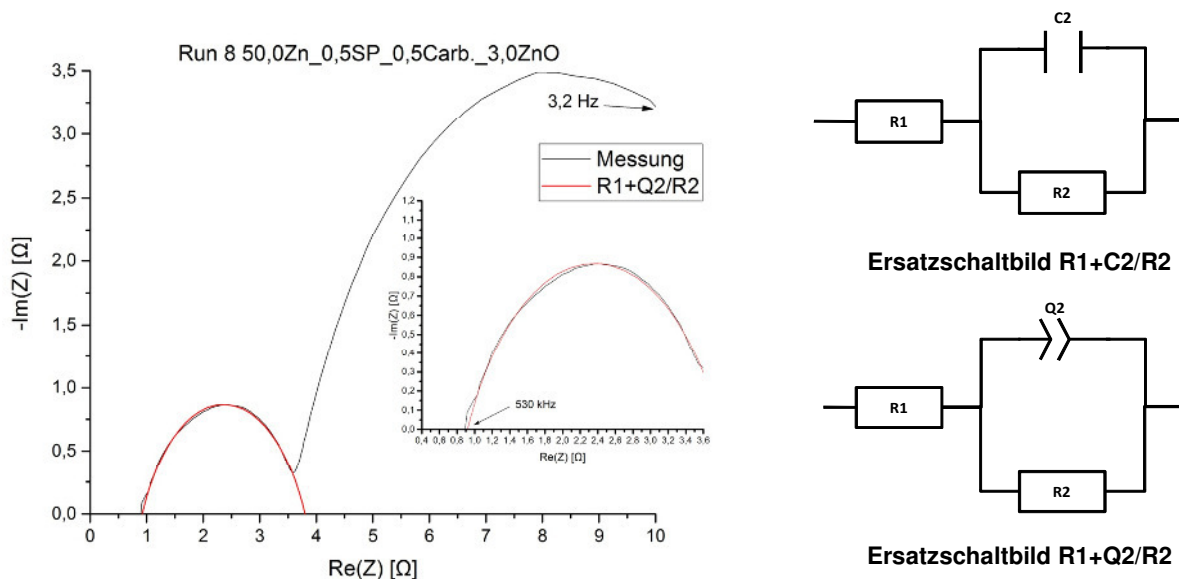 Run 8 50,0Zn_0,5SP_0,5Carb._3,0ZnO
3,5
3,0
2,5
2,0
1,5
1,0
0,5
0,0
-Im(Z) [Ω]
0 1 2 3 4 5 6 7 8 9 10
Re(Z) [Ω]
3,2 Hz
Messung
R1+Q2/R2
1,2
1,1
1,0
0,9
0,8
0,7
0,6
0,5
0,4
0,3
0,2
0,1
0,0
-Im(Z) [Ω]
530 kHz
0,4 0,6 0,8 1,0 1,2 1,4 1,6 1,8 2,0 2,2 2,4 2,6 2,8 3,0 3,2 3,4 3,6
Re(Z) [Ω]
C2
R1
R2
Ersatzschaltbild R1+C2/R2
Q2
R1
R2
Ersatzschaltbild R1+Q2/R2